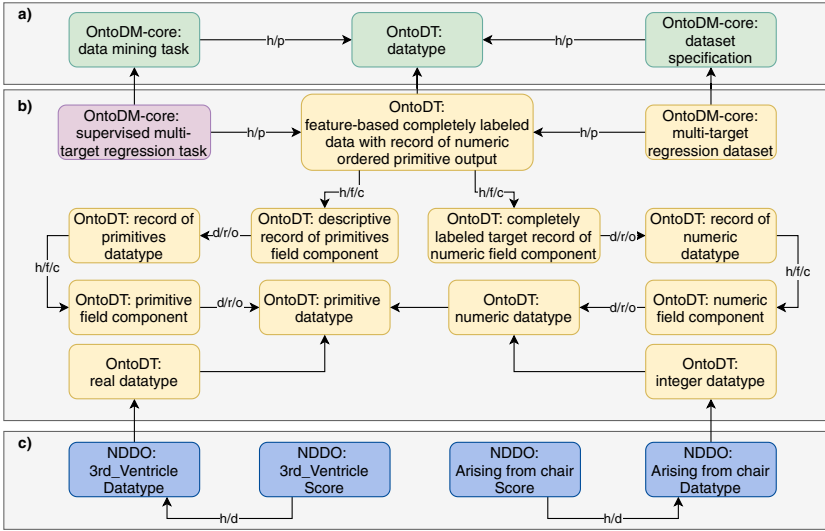 a)
OntoDM-core:
data mining task
h/p
OntoDT:
datatype
h/p
OntoDM-core:
dataset
specification
b)
OntoDM-core:
supervised multi-
target regression task
h/p
OntoDT:
feature-based completely labeled
data with record of numeric
ordered primitive output
h/p
OntoDM-core:
multi-target
regression dataset
h/f/c
h/f/c
OntoDT: record of
primitives
datatype
d/r/o
OntoDT: descriptive
record of primitives
field component
OntoDT: completely
labeled target record of
numeric field component
d/r/o
OntoDT: record of
numeric
datatype
h/f/c
h/f/c
OntoDT: primitive
field component
d/r/o
OntoDT: primitive
datatype
OntoDT:
numeric datatype
d/r/o
OntoDT: numeric
field component
OntoDT:
real datatype
OntoDT:
integer datatype
c)
NDDO:
3rd_Ventricle
Datatype
NDDO:
3rd_Ventricle
Score
NDDO:
Arising from chair
Score
NDDO:
Arising from chair
Datatype
h/d
h/d